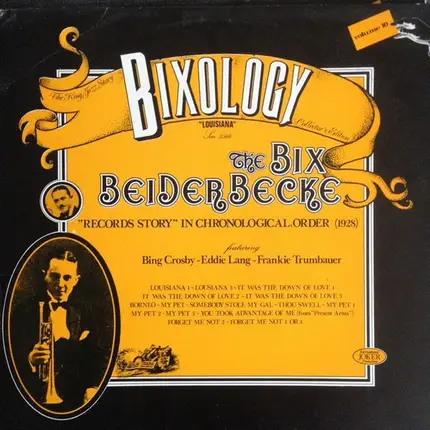 volume 10
The King Jazz Story
BIXOLOGY
Collector's Edition
"LOUISIANA"
The BIX
BEIDERBECKE
"RECORDS STORY" IN CHRONOLOGICAL ORDER (1928)
featuring
Bing Crosby - Eddie Lang - Frankie Trumbauer
LOUISIANA 1 - LOUSIANA 3 - IT WAS THE DOWN OF LOVE 1
IT WAS THE DOWN OF LOVE 2 - IT WAS THE DOWN OF LOVE 3
BORNEO - MY PET - SOMEBODY STOLE MY GAL - THOU SWELL - MY PET 1
MY PET 2 - MY PET 3 - YOU TOOK ADVANTAGE OF ME (from "Present Arms")
FORGET ME NOT 2 - FORGET ME NOT 1 OR 3
JOKER